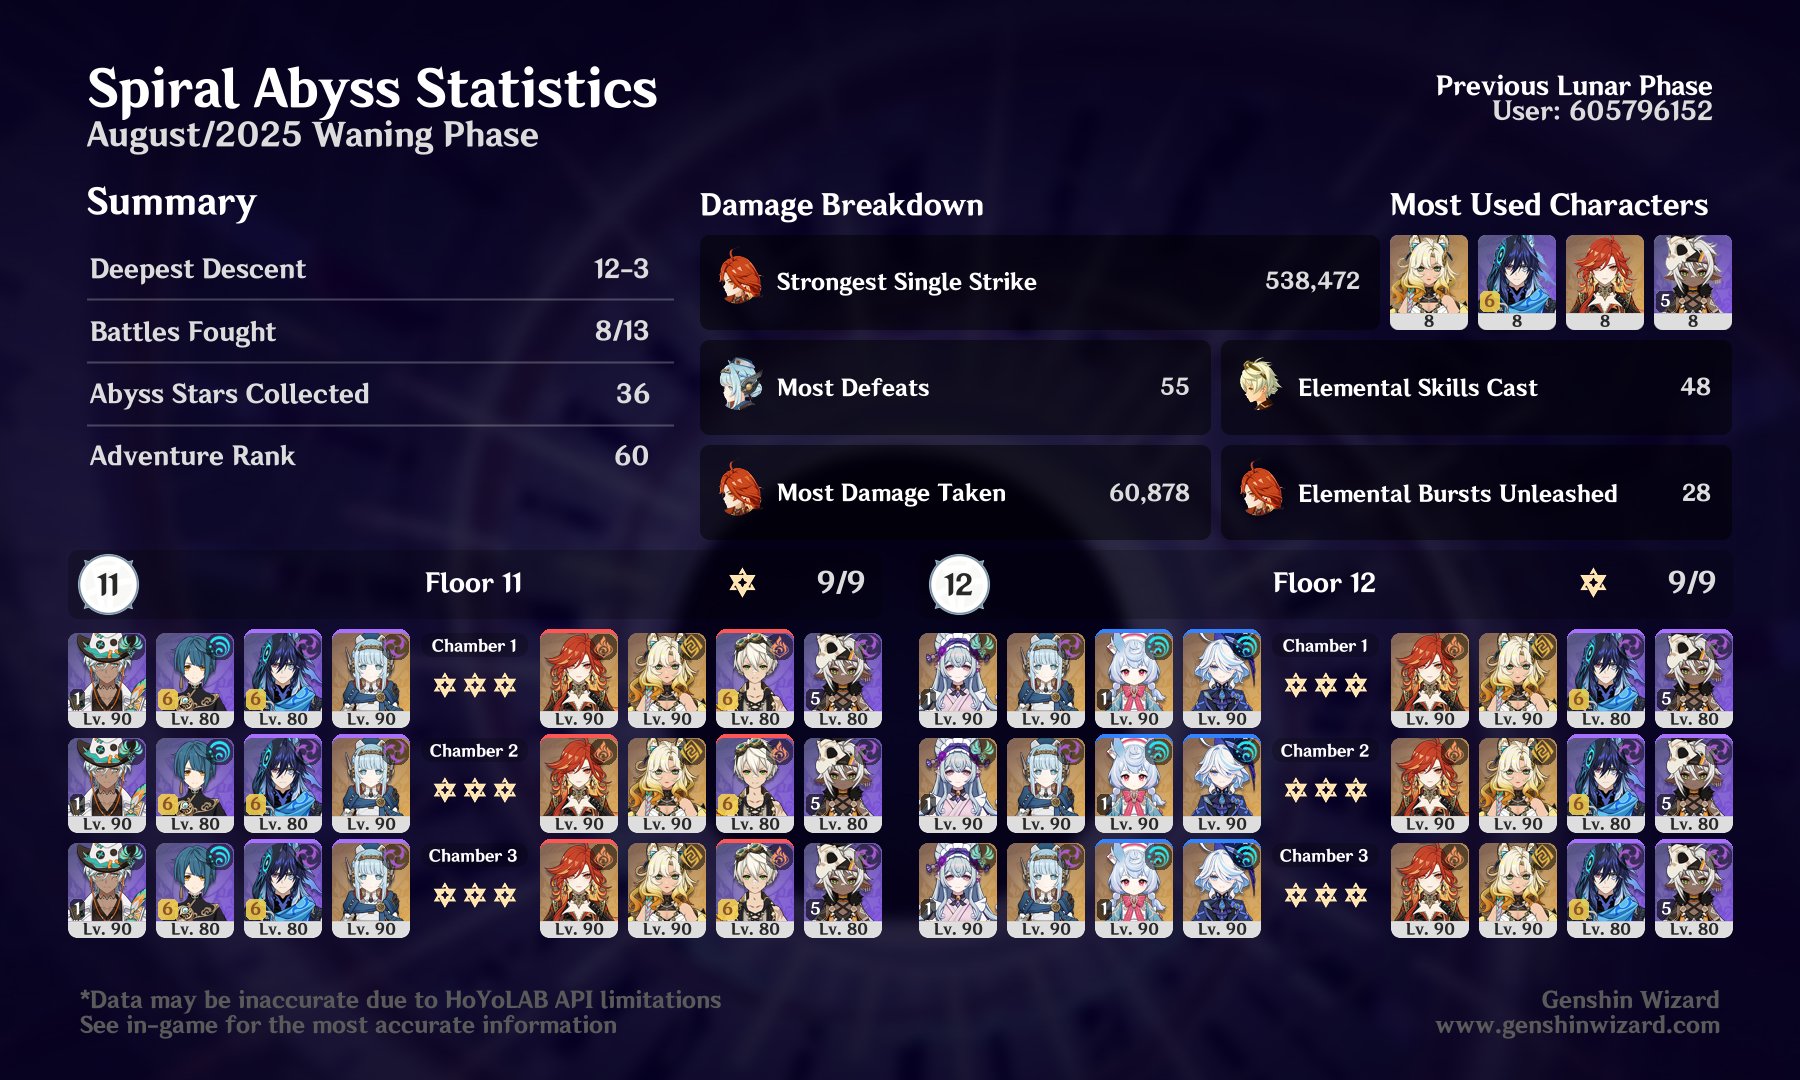 Spiral Abyss Statistics
August/2025 Waning Phase
Previous Lunar Phase
User: 605796152
Summary
Deepest Descent 12-3
Battles Fought 8/13
Abyss Stars Collected 36
Adventure Rank 60
Damage Breakdown
Strongest Single Strike 538,472
Most Defeats 55
Elemental Skills Cast 48
Most Damage Taken 60,878
Elemental Bursts Unleashed 28
Most Used Characters
6 5
8 8 8 8
11 Floor 11 9/9
Chamber 1
1 6 6 6 5
Lv. 90 Lv. 80 Lv. 80 Lv. 90 Lv. 90 Lv. 90 Lv. 80 Lv. 80
Chamber 2
1 6 6 6 5
Lv. 90 Lv. 80 Lv. 80 Lv. 90 Lv. 90 Lv. 90 Lv. 80 Lv. 80
Chamber 3
1 6 6 6 5
Lv. 90 Lv. 80 Lv. 80 Lv. 90 Lv. 90 Lv. 90 Lv. 80 Lv. 80
12 Floor 12 9/9
Chamber 1
1 1 6 5
Lv. 90 Lv. 90 Lv. 90 Lv. 90 Lv. 90 Lv. 90 Lv. 80 Lv. 80
Chamber 2
1 1 6 5
Lv. 90 Lv. 90 Lv. 90 Lv. 90 Lv. 90 Lv. 90 Lv. 80 Lv. 80
Chamber 3
1 1 6 5
Lv. 90 Lv. 90 Lv. 90 Lv. 90 Lv. 90 Lv. 90 Lv. 80 Lv. 80
*Data may be inaccurate due to HoYoLAB API limitations
See in-game for the most accurate information
Genshin Wizard
www.genshinwizard.com